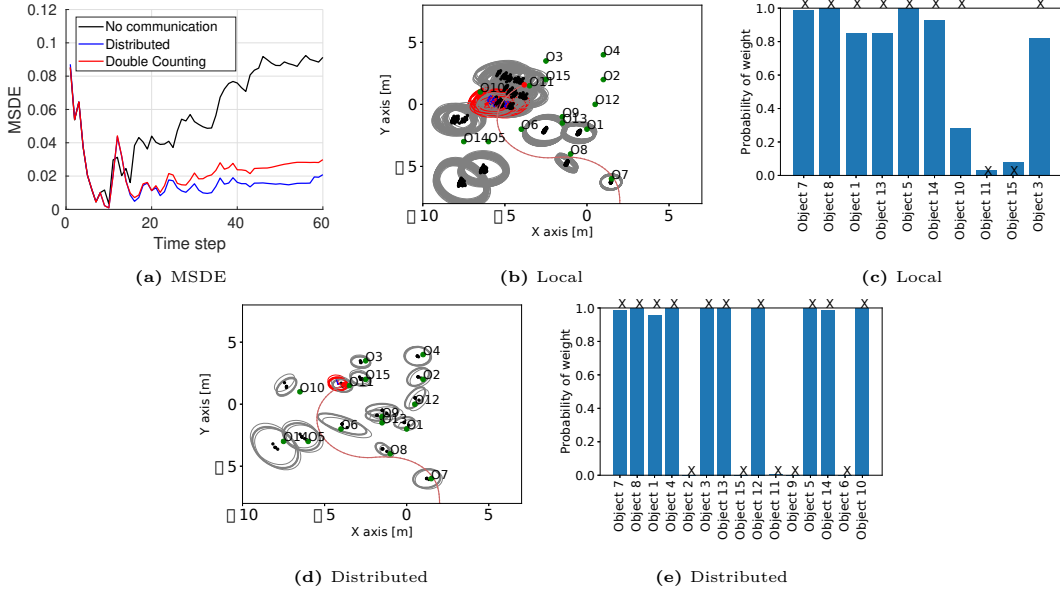 0.12
0.1
0.08
0.06
0.04
0.02
0
0 20 40 60
MSDE
Time step
No communication
Distributed
Double Counting
(a) MSDE
5
0
5
10 5 0 5
Y axis [m]
X axis [m]
O3
O4
O15
O11
O2
O10
O12
O9
O13
O6
O1
O14
O5
O8
O7
(b) Local
1.0
0.8
0.6
0.4
0.2
0.0
Probability of weight
X X X X X X X X X X
Object 7
Object 8
Object 1
Object 13
Object 5
Object 14
Object 10
Object 11
Object 15
Object 3
(c) Local
5
0
5
10 5 0 5
Y axis [m]
X axis [m]
O3
O4
O15
O11
O2
O10
O12
O9
O13
O6
O1
O14
O5
O8
O7
(d) Distributed
1.0
0.8
0.6
0.4
0.2
0.0
Probability of weight
X X X X X X X X X X X X X X X
Object 7
Object 8
Object 1
Object 4
Object 2
Object 3
Object 13
Object 15
Object 12
Object 11
Object 9
Object 5
Object 14
Object 6
Object 10
(e) Distributed